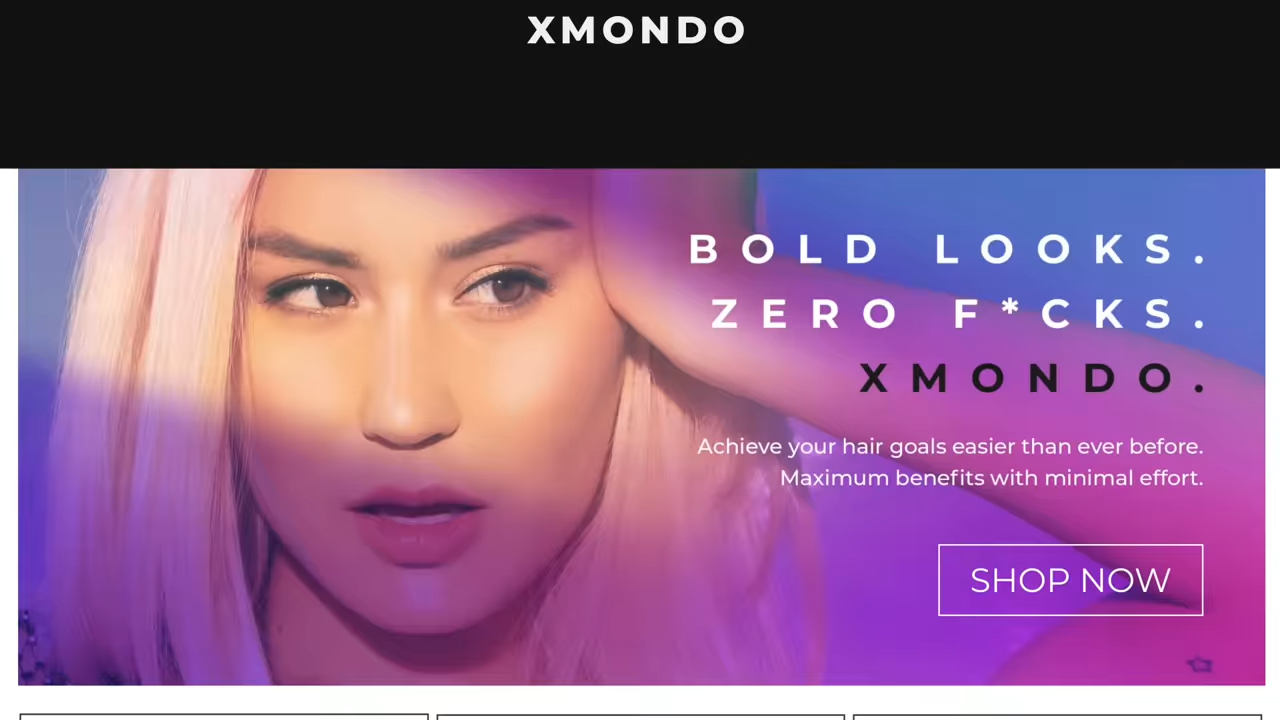 XMONDO
BOLD LOOKS.
ZERO F*CKS.
XMONDO.
Achieve your hair goals easier than ever before.
Maximum benefits with minimal effort.
SHOP NOW